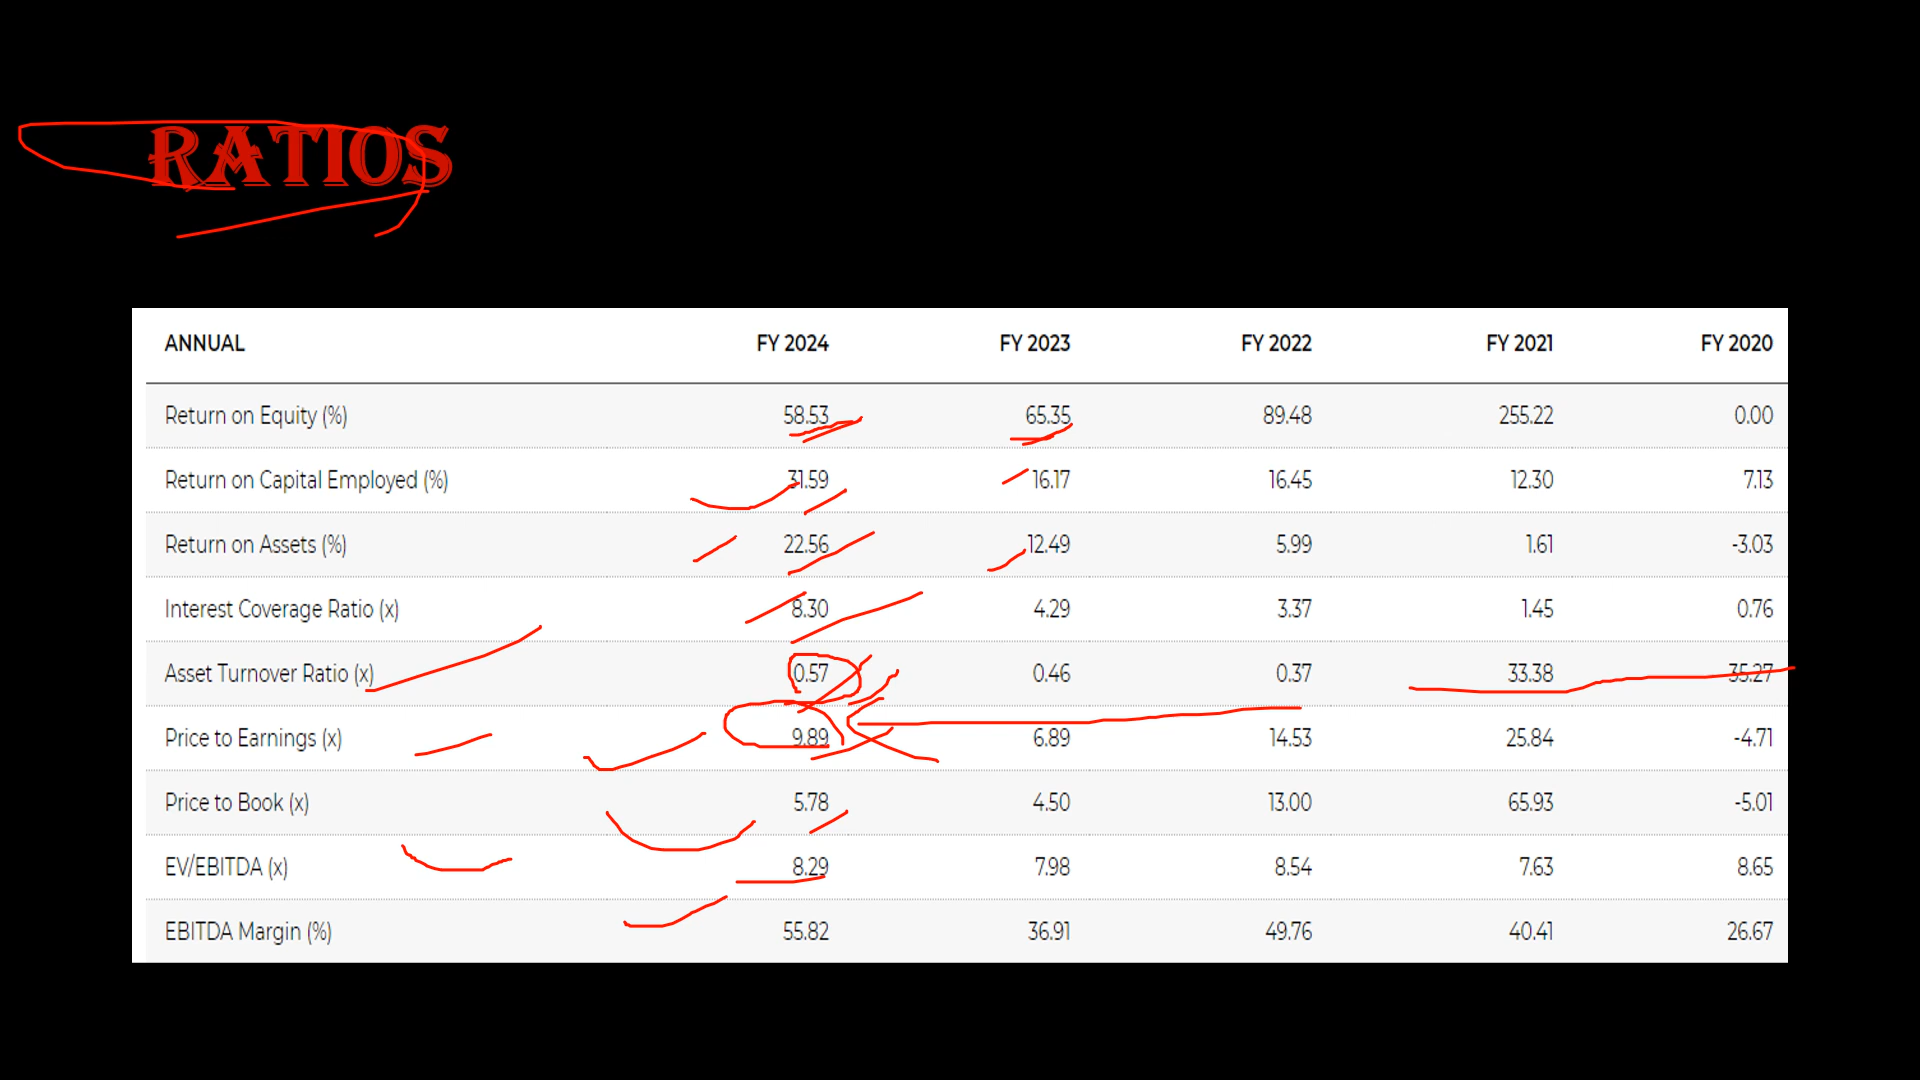 RATIOS
ANNUAL FY 2024 FY 2023 FY 2022 FY 2021 FY 2020
Return on Equity (%) 58.53 65.35 89.48 255.22 0.00
Return on Capital Employed (%) 31.59 16.17 16.45 12.30 7.13
Return on Assets (%) 22.56 12.49 5.99 1.61 -3.03
Interest Coverage Ratio (x) 8.30 4.29 3.37 1.45 0.76
Asset Turnover Ratio (x) 0.57 0.46 0.37 33.38 35.27
Price to Earnings (x) 9.89 6.89 14.53 25.84 -4.71
Price to Book (x) 5.78 4.50 13.00 65.93 -5.01
EV/EBITDA (x) 8.29 7.98 8.54 7.63 8.65
EBITDA Margin (%) 55.82 36.91 49.76 40.41 26.67